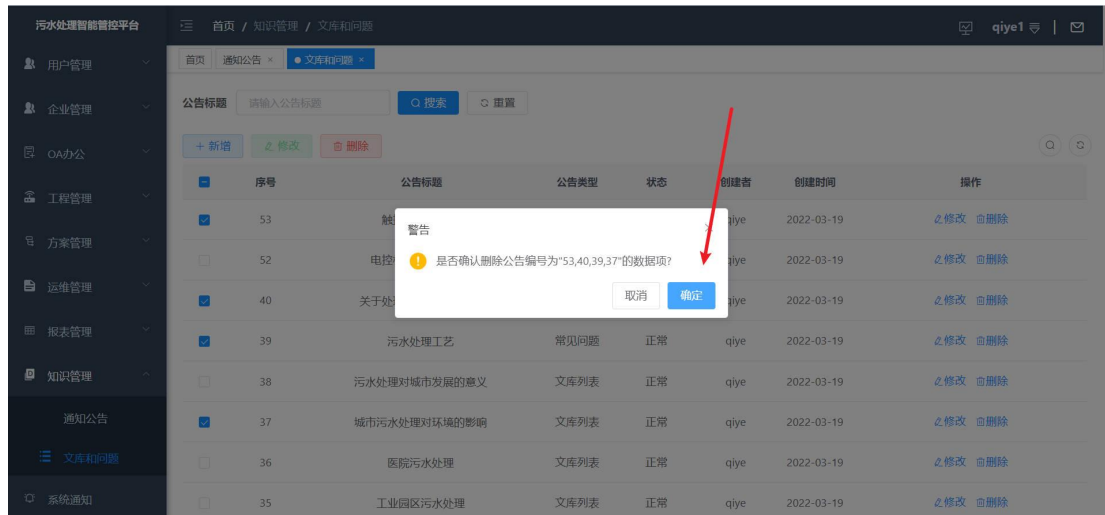 污水处理智能管控平台
首页 / 知识管理 / 文库和问题
qiye1
首页 通知公告 × 文库和问题 ×
用户管理
企业管理
OA办公
工程管理
方案管理
运维管理
报表管理
知识管理
通知公告
文库和问题
系统通知
公告标题 请输入公告标题 搜索 重置
+ 新增 修改 删除
序号 公告标题 公告类型 状态 创建者 创建时间 操作
53 qiye 2022-03-19 修改 删除
52 电控 qiye 2022-03-19 修改 删除
40 关于处 qiye 2022-03-19 修改 删除
39 污水处理工艺 常见问题 正常 qiye 2022-03-19 修改 删除
38 污水处理对城市发展的意义 文库列表 正常 qiye 2022-03-19 修改 删除
37 城市污水处理对环境的影响 文库列表 正常 qiye 2022-03-19 修改 删除
36 医院污水处理 文库列表 正常 qiye 2022-03-19 修改 删除
35 工业园区污水处理 文库列表 正常 qiye 2022-03-19 修改 删除
警告
是否确认删除公告编号为"53,40,39,37"的数据项?
取消 确定